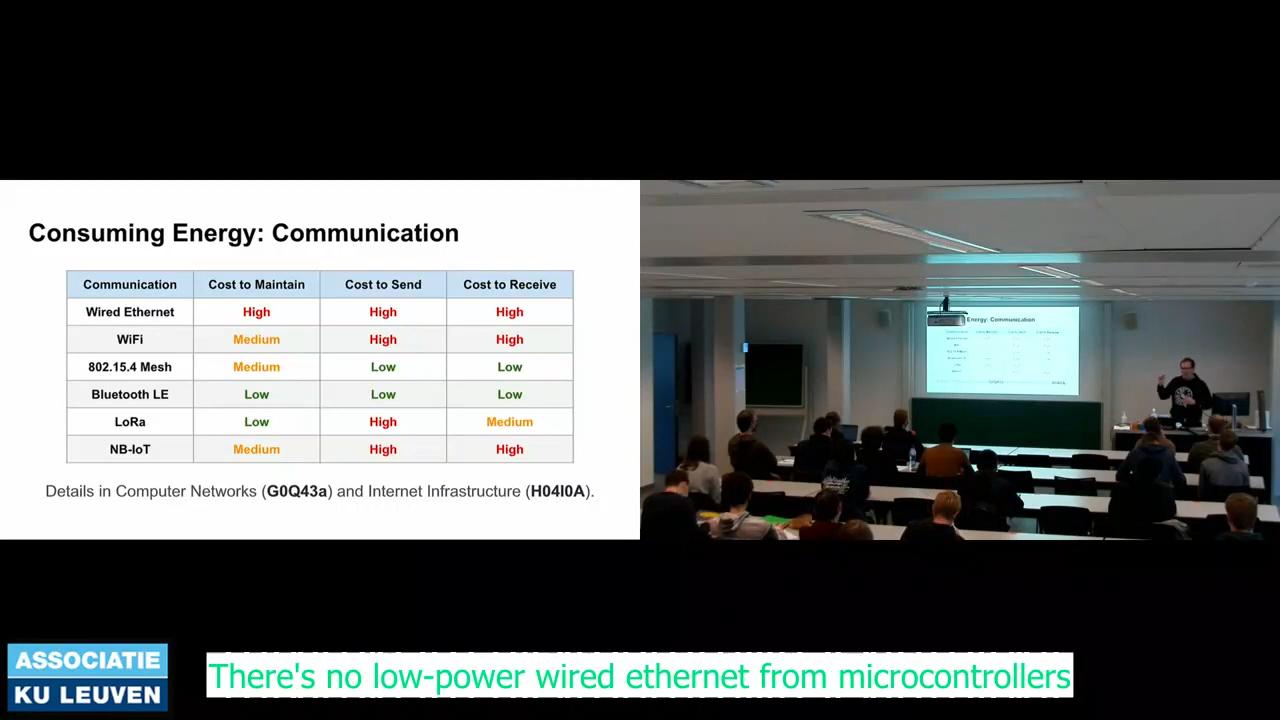 Consuming Energy: Communication
Communication Cost to Maintain Cost to Send Cost to Receive
Wired Ethernet High High High
WiFi Medium High High
802.15.4 Mesh Medium Low Low
Bluetooth LE Low Low Low
LoRa Low High Medium
NB-IoT Medium High High
Details in Computer Networks (G0Q43a) and Internet Infrastructure (H04I0A).
Energy: Communication
ASSOCIATIE
KU LEUVEN
There's no low-power wired ethernet from microcontrollers